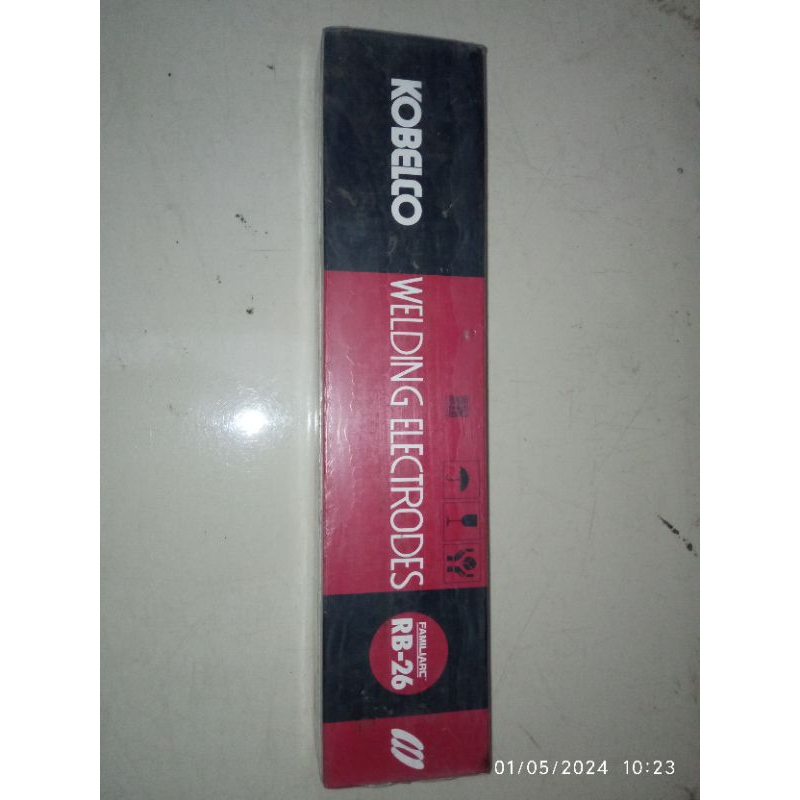 KOBELCO
WELDING ELECTRODES
FAMILIARC
RB-26
01/05/2024 10:23